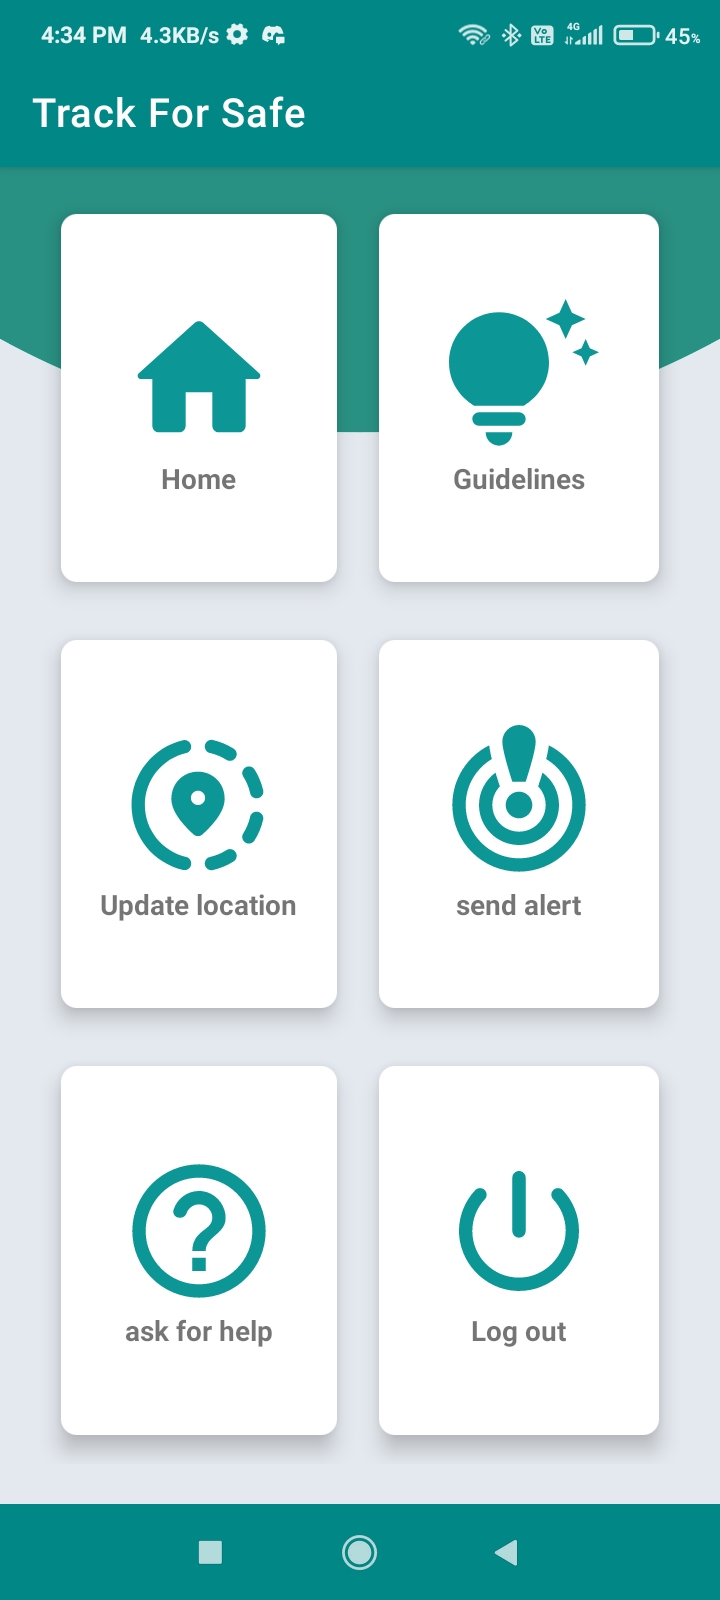 4:34 PM 4.3KB/s Vo LTE 4G 45%
Track For Safe
Home Guidelines
Update location send alert
ask for help Log out